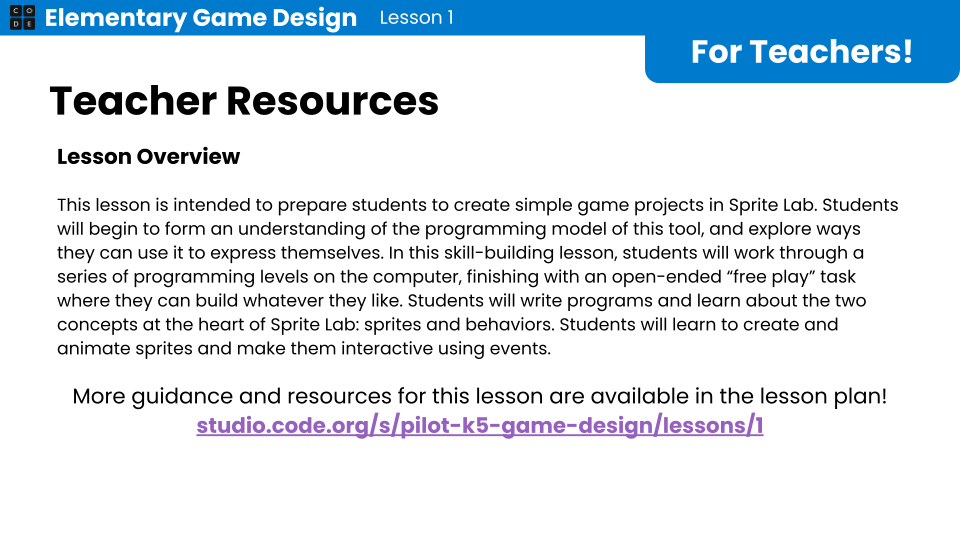 CODE
Elementary Game Design Lesson 1
For Teachers!
Teacher Resources
Lesson Overview
This lesson is intended to prepare students to create simple game projects in Sprite Lab. Students
will begin to form an understanding of the programming model of this tool, and explore ways
they can use it to express themselves. In this skill-building lesson, students will work through a
series of programming levels on the computer, finishing with an open-ended “free play” task
where they can build whatever they like. Students will write programs and learn about the two
concepts at the heart of Sprite Lab: sprites and behaviors. Students will learn to create and
animate sprites and make them interactive using events.
More guidance and resources for this lesson are available in the lesson plan!
studio.code.org/s/pilot-k5-game-design/lessons/1